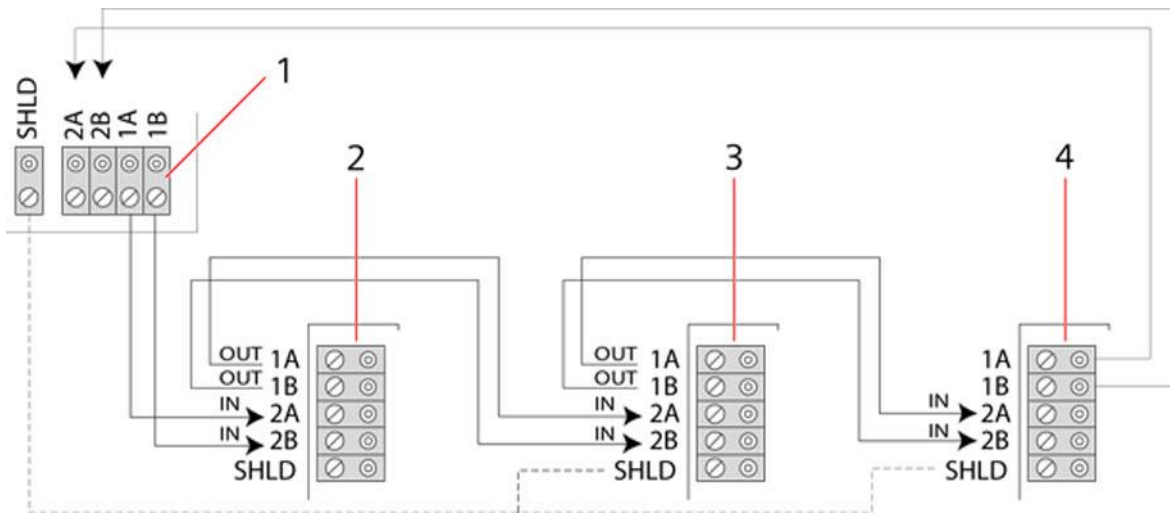 SHLD
2A
2B
1A
1B
1
2
3
4
OUT 1A
OUT 1B
IN 2A
IN 2B
SHLD
OUT 1A
OUT 1B
IN 2A
IN 2B
SHLD
1A
1B
IN 2A
IN 2B
SHLD